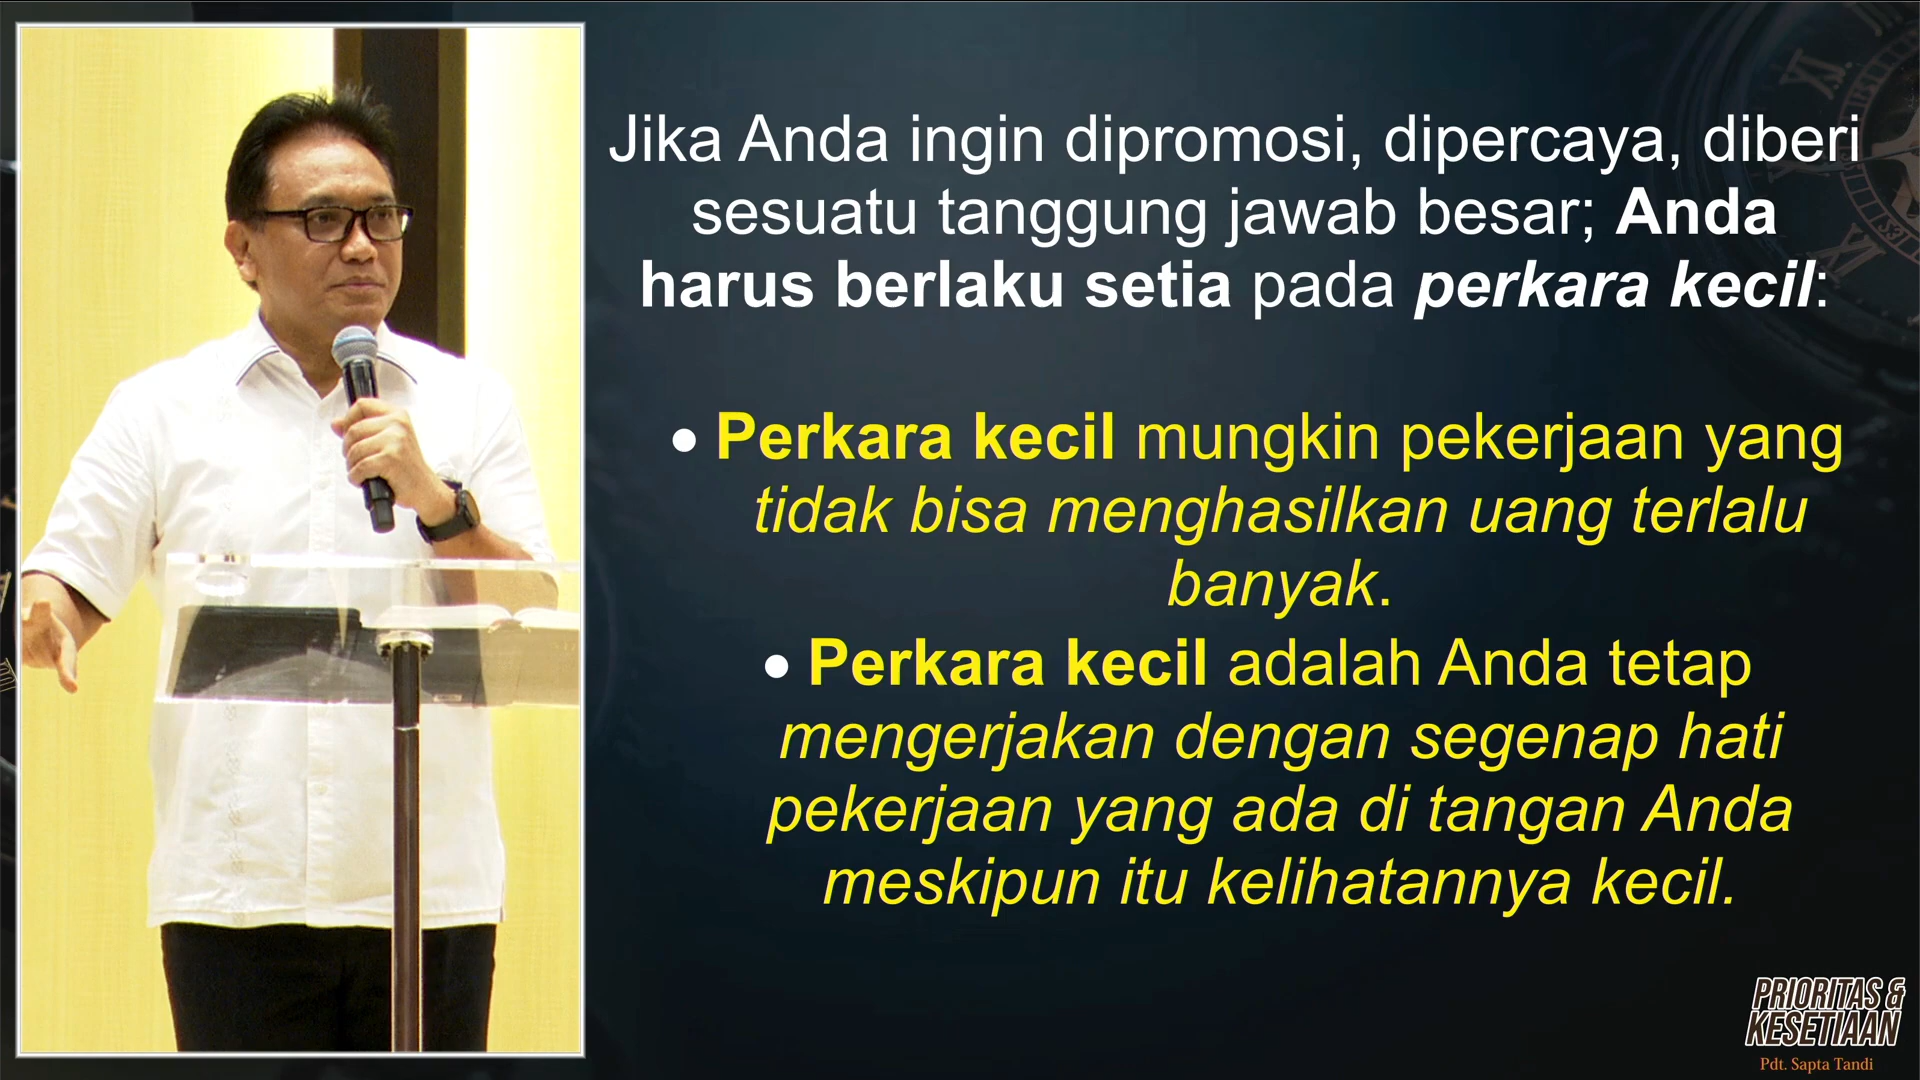 Jika Anda ingin dipromosi, dipercaya, diberi
sesuatu tanggung jawab besar; Anda
harus berlaku setia pada perkara kecil:
• Perkara kecil mungkin pekerjaan yang
tidak bisa menghasilkan uang terlalu
banyak.
• Perkara kecil adalah Anda tetap
mengerjakan dengan segenap hati
pekerjaan yang ada di tangan Anda
meskipun itu kelihatannya kecil.
PRIORITAS &
KESETIAAN
Pdt. Sapta Tandi